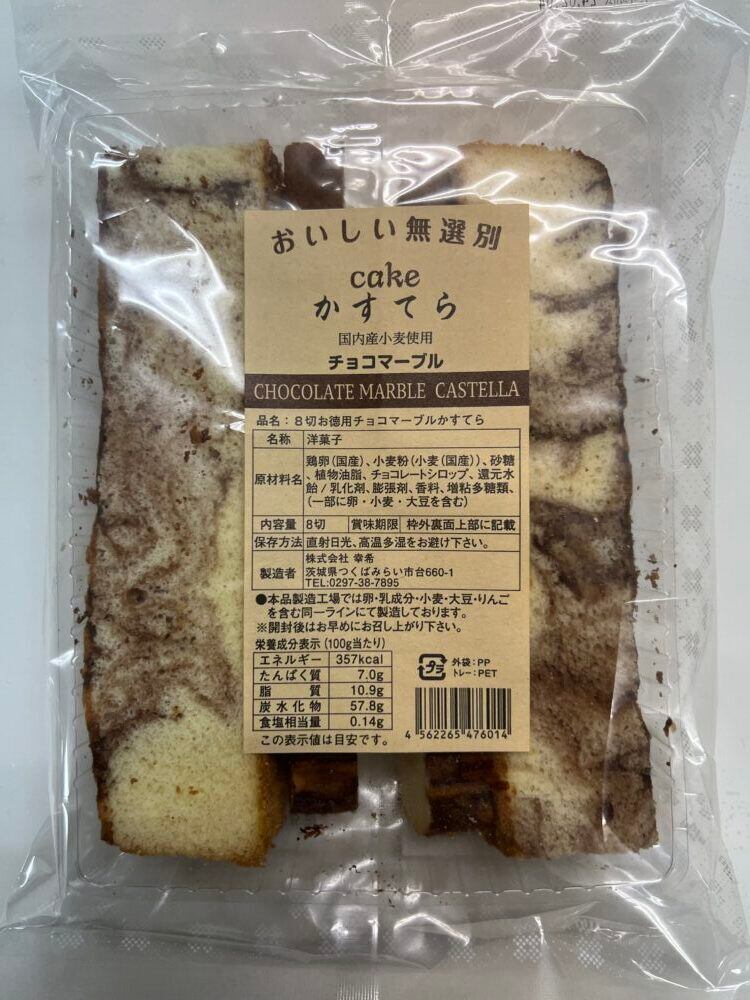 おいしい無選別
cake
かすてら
国内産小麦使用
チョコマーブル
CHOCOLATE MARBLE CASTELLA
品名：8切お徳用チョコマーブルかすてら
名称 洋菓子
原材料名 鶏卵(国産)、小麦粉(小麦(国産))、砂糖
、植物油脂、チョコレートシロップ、還元水
飴/乳化剤、膨張剤、香料、増粘多糖類、
(一部に卵・小麦・大豆を含む)
内容量 8切 賞味期限 枠外裏面上部に記載
保存方法 直射日光、高温多湿をお避け下さい。
製造者 株式会社 幸希
茨城県つくばみらい市台660-1
TEL:0297-38-7895
●本品製造工場では卵・乳成分・小麦・大豆・りんご
を含む同一ラインにて製造しております。
※開封後はお早めにお召し上がり下さい。
栄養成分表示(100g当たり)
エネルギー 357kcal
たんぱく質 7.0g
脂質 10.9g
炭水化物 57.8g
食塩相当量 0.14g
この表示値は目安です。
プラ 外袋：PP
トレー：PET
4 562265 476014